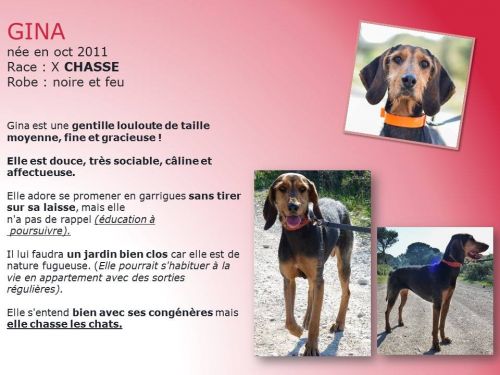 GINA
née en oct 2011
Race : X CHASSE
Robe : noire et feu
Gina est une gentille louloute de taille
moyenne, fine et gracieuse !
Elle est douce, très sociable, câline et
affectueuse.
Elle adore se promener en garrigues sans tirer
sur sa laisse, mais elle
n'a pas de rappel (éducation à
poursuivre).
Il lui faudra un jardin bien clos car elle est de
nature fugueuse. (Elle pourrait s'habituer à la
vie en appartement avec des sorties
régulières).
Elle s'entend bien avec ses congénères mais
elle chasse les chats.